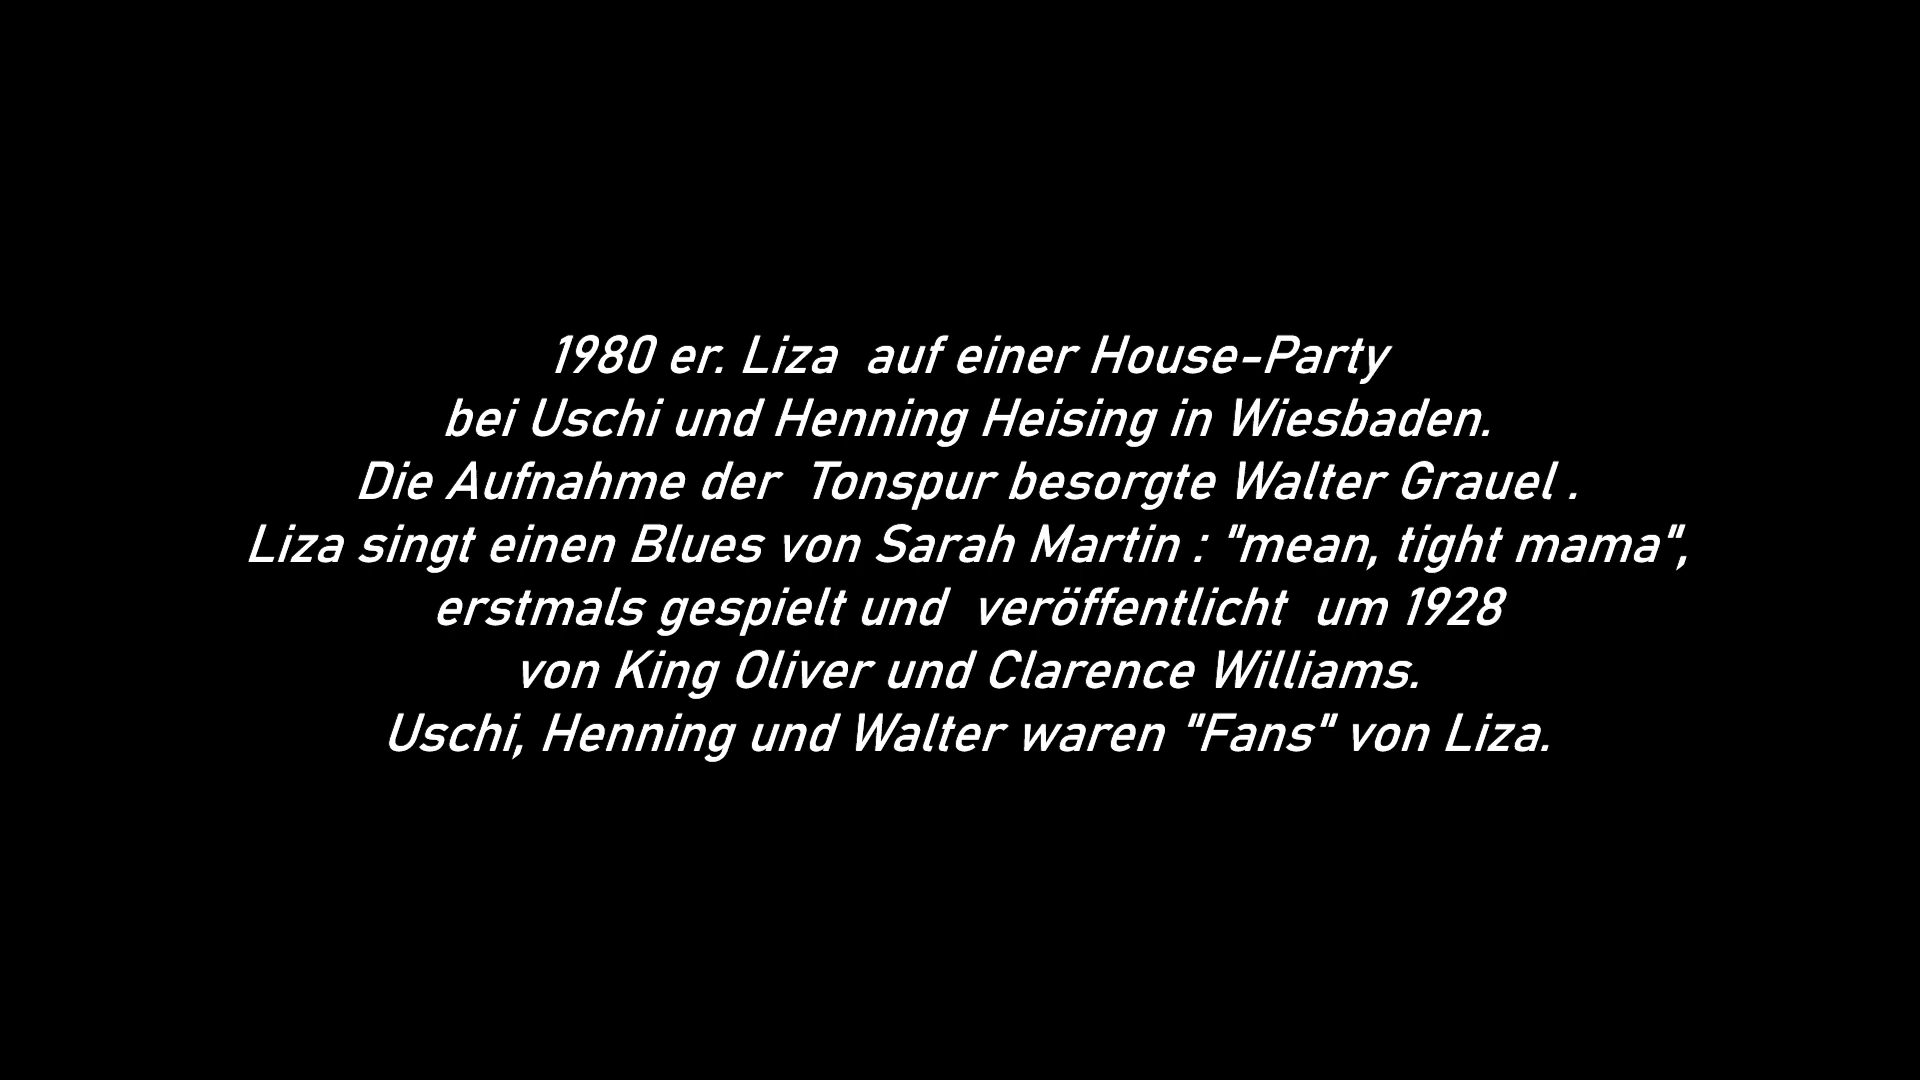 1980 er. Liza  auf einer House-Party
bei Uschi und Henning Heising in Wiesbaden.
Die Aufnahme der  Tonspur besorgte Walter Grauel .
Liza singt einen Blues von Sarah Martin : "mean, tight mama",
erstmals gespielt und  veröffentlicht  um 1928
von King Oliver und Clarence Williams.
Uschi, Henning und Walter waren "Fans" von Liza.